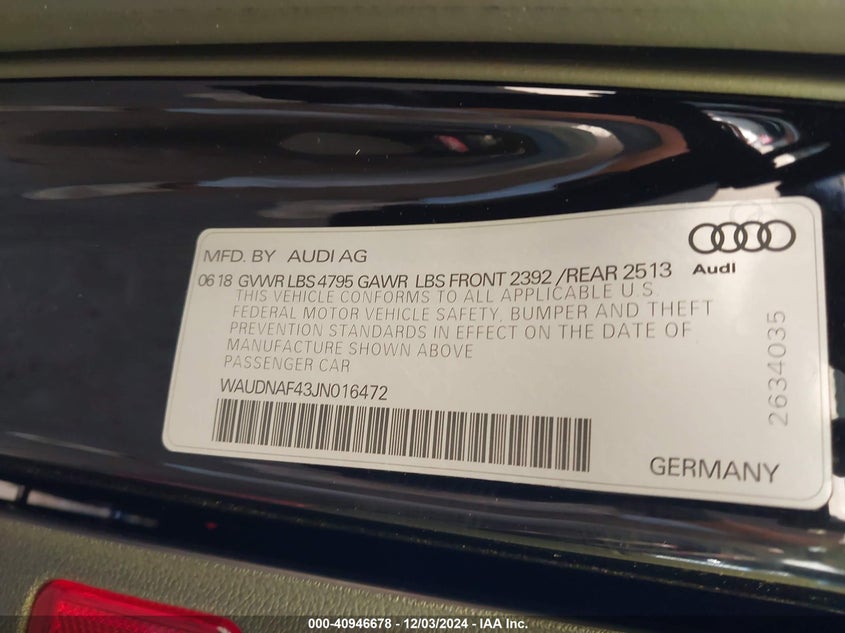 MFD. BY AUDI AG
Audi
06 18 GVWR LBS 4795 GAWR LBS FRONT 2392 /REAR 2513
THIS VEHICLE CONFORMS TO ALL APPLICABLE U.S
FEDERAL MOTOR VEHICLE SAFETY, BUMPER AND THEFT
PREVENTION STANDARDS IN EFFECT ON THE DATE OF
MANUFACTURE SHOWN ABOVE
PASSENGER CAR
WAUDNAF43JN016472
2634035
GERMANY
000-40946678 - 12/03/2024 - IAA Inc.